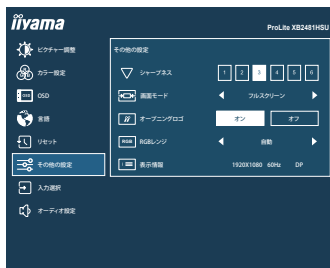 iiyama
ProLite XB2481HSU
ピクチャー調整
カラー設定
OSD OSD
言語
リセット
その他の設定
入力選択
オーディオ設定
その他の設定
シャープネス 1 2 3 4 5 6
画面モード フルスクリーン
オープニングロゴ オン オフ
RGB RGBレンジ 自動
表示情報 1920X1080 60Hz DP